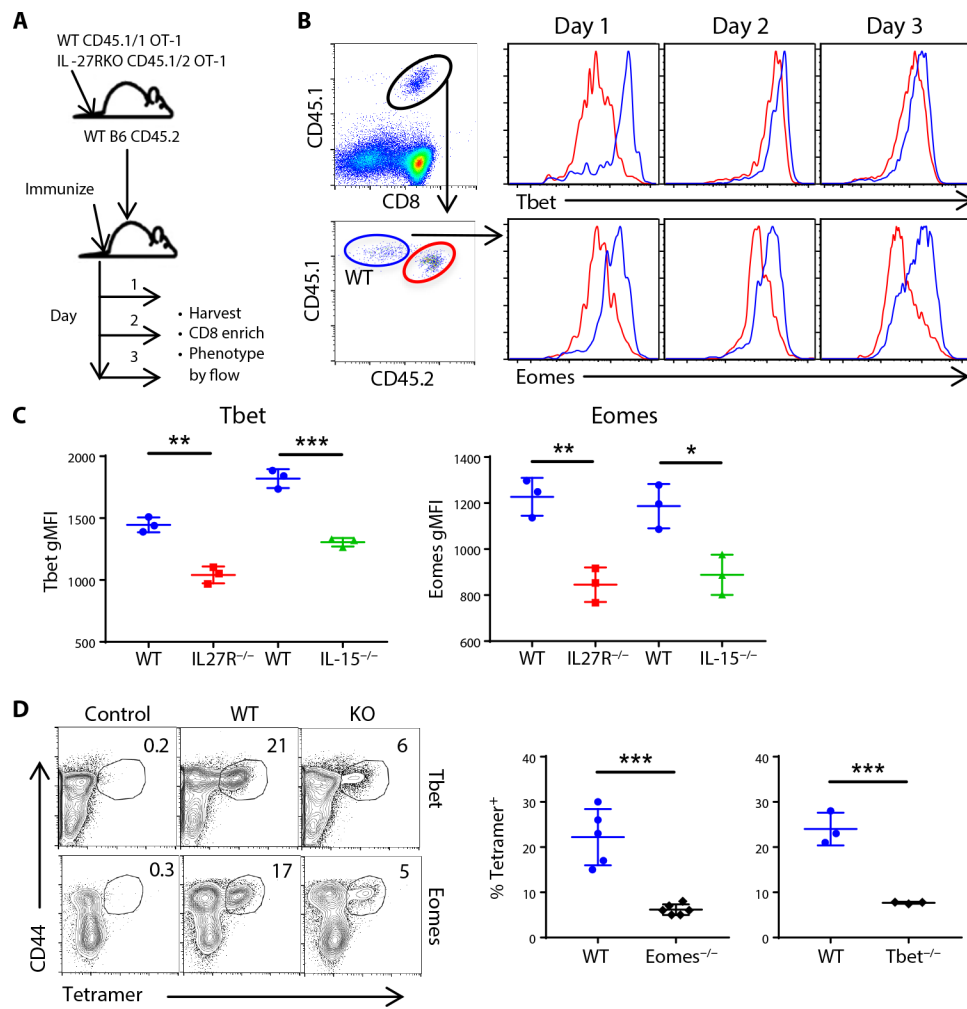 A
WT CD45.1/1 OT-1
IL -27RKO CD45.1/2 OT-1
WT B6 CD45.2
Immunize
Day
1
2
3
• Harvest
• CD8 enrich
• Phenotype
by flow
B
Day 1
Day 2
Day 3
CD45.1
CD8
Tbet
CD45.1
WT
CD45.2
Eomes
C
Tbet
**
***
2000
1500
1000
500
Tbet gMFI
WT
IL27R–/–
WT
IL-15–/–
Eomes
**
*
1400
1200
1000
800
600
Eomes gMFI
WT
IL27R–/–
WT
IL-15–/–
D
Control
WT
KO
0.2
21
6
Tbet
0.3
17
5
Eomes
CD44
Tetramer
***
40
30
20
10
0
% Tetramer+
WT
Eomes–/–
***
40
30
20
10
0
WT
Tbet–/–